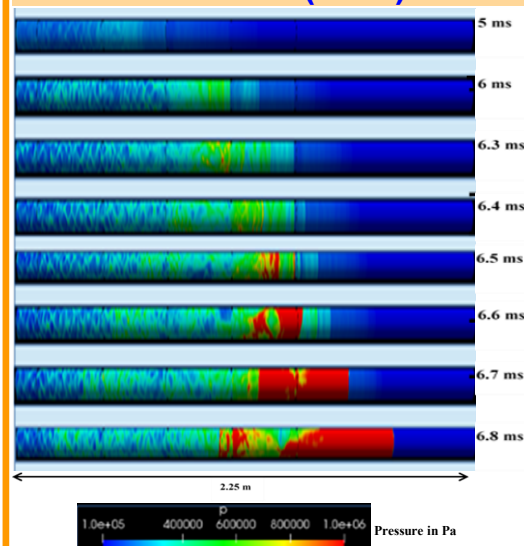 5 ms
6 ms
6.3 ms
6.4 ms
6.5 ms
6.6 ms
6.7 ms
6.8 ms
2.25 m
p
1.0e+05 400000 600000 800000 1.0e+06
Pressure in Pa